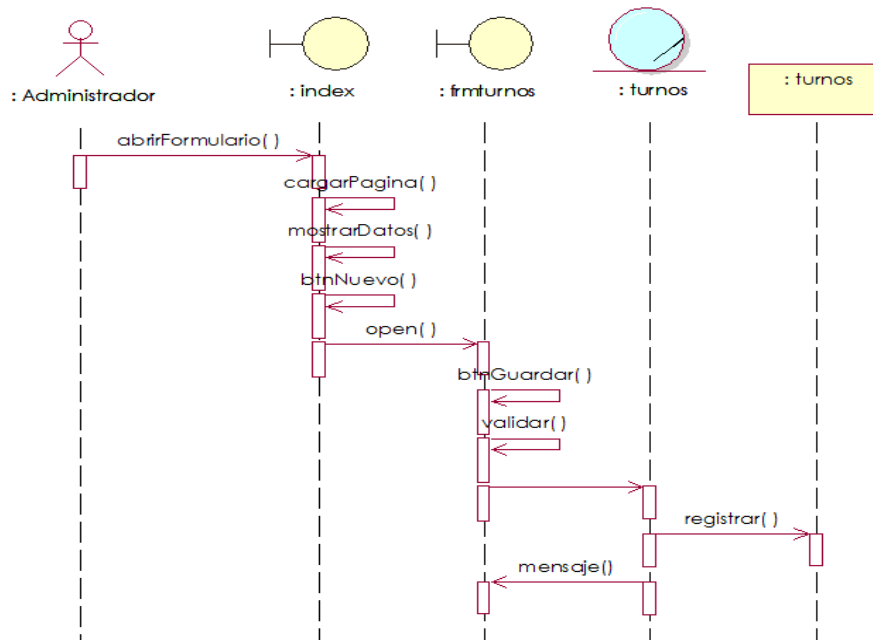 : Administrador
: index
: frmturnos
: turnos
: turnos
abrirFormulario( )
cargarPagina( )
mostrarDatos( )
btnNuevo( )
open( )
btnGuardar( )
validar( )
registrar( )
mensaje()